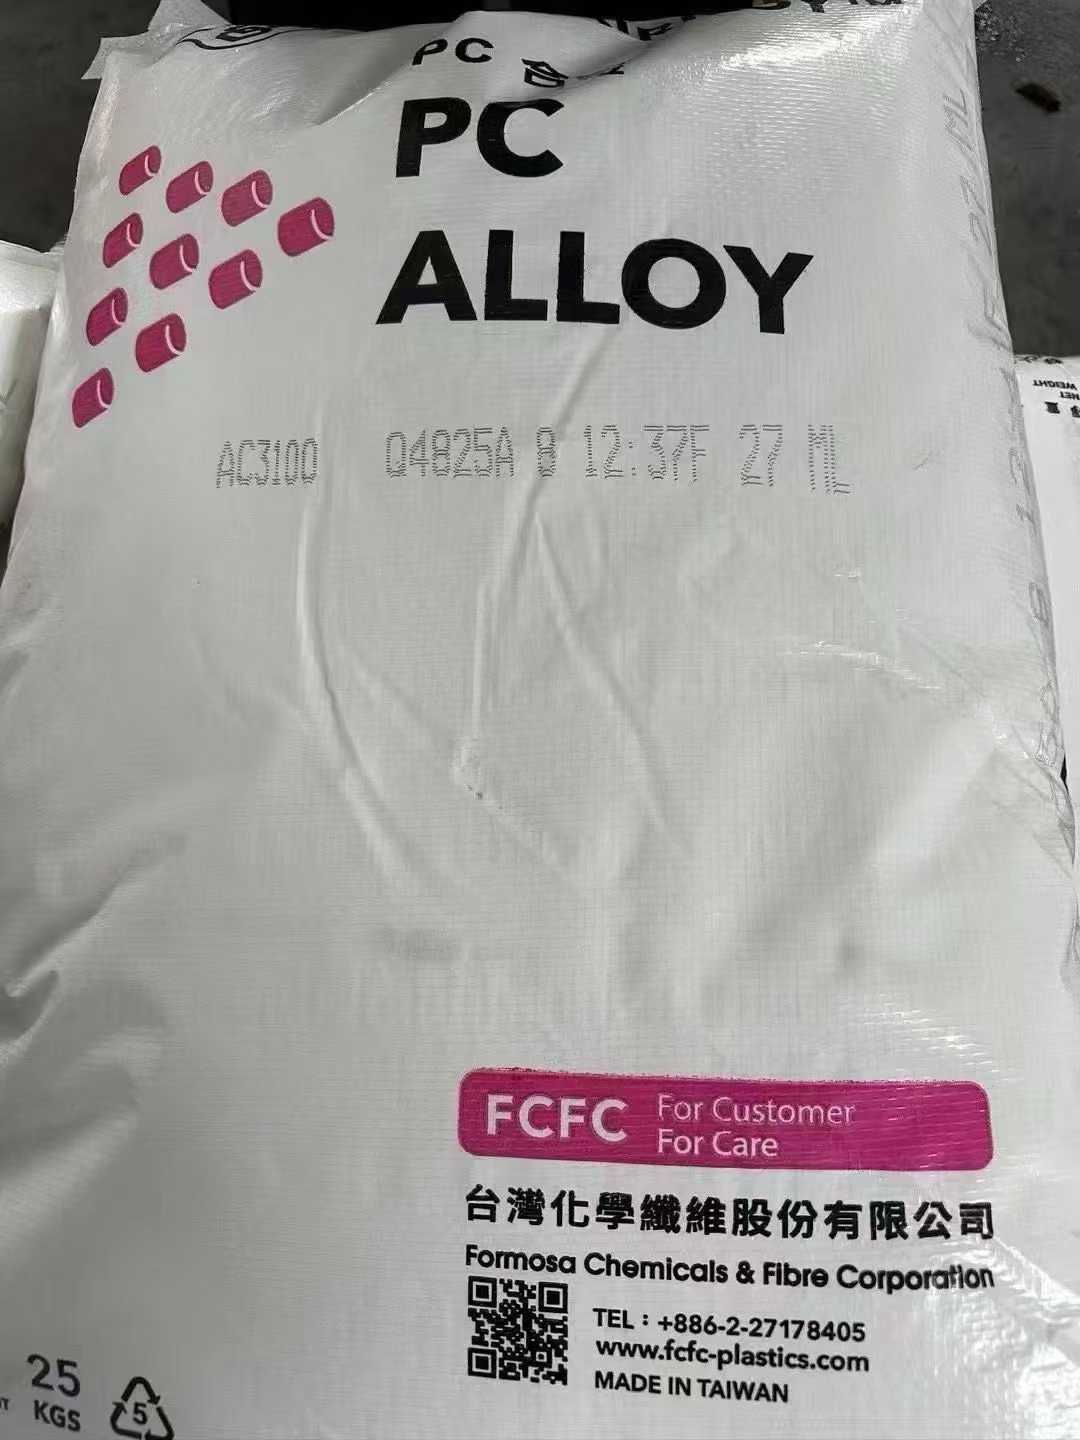 PC
PC
ALLOY
AC3100 Q4825A 8 12:37F 27 ML
FCFC For Customer
For Care
台灣化學纖維股份有限公司
Formosa Chemicals & Fibre Corporation
TEL：+886-2-27178405
www.fcfc-plastics.com
MADE IN TAIWAN
25
KGS
5
NET
WEIGHT